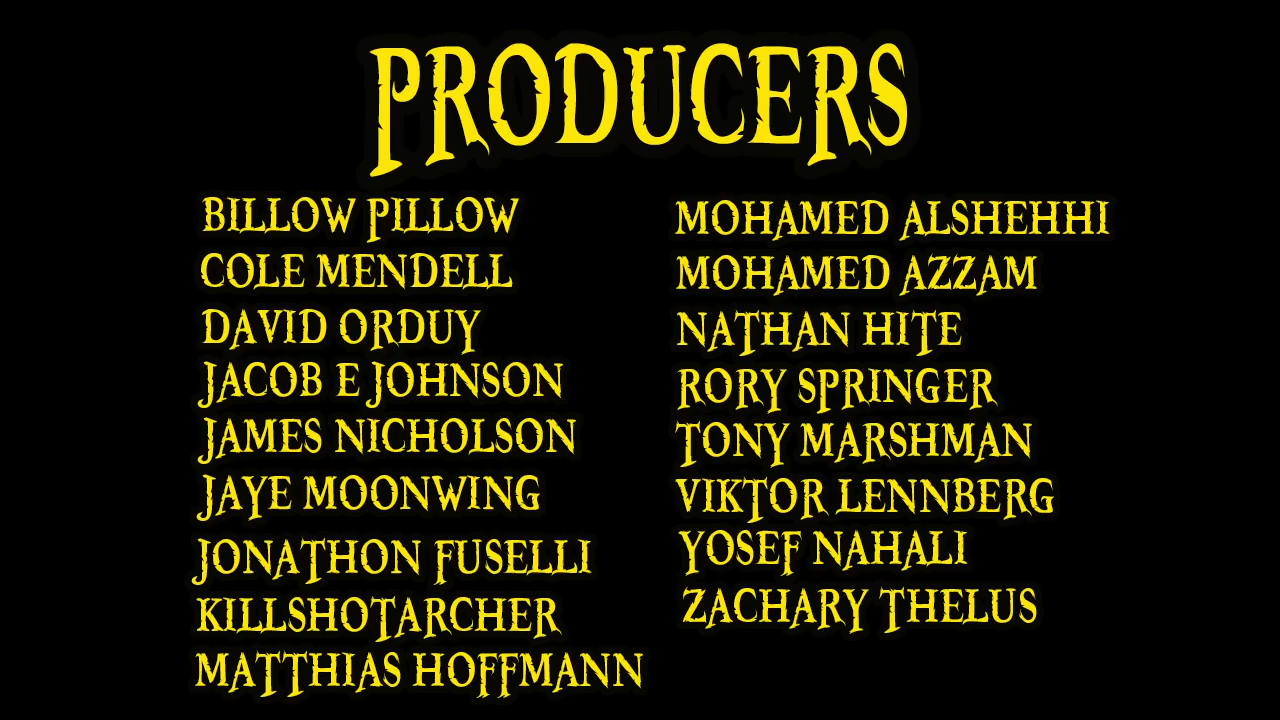 PRODUCERS
BILLOW PILLOW
COLE MENDELL
DAVID ORDUY
JACOB E JOHNSON
JAMES NICHOLSON
JAYE MOONWING
JONATHON FUSELLI
KILLSHOTARCHER
MATTHIAS HOFFMANN
MOHAMED ALSHEHHI
MOHAMED AZZAM
NATHAN HITE
RORY SPRINGER
TONY MARSHMAN
VIKTOR LENNBERG
YOSEF NAHALI
ZACHARY THELUS